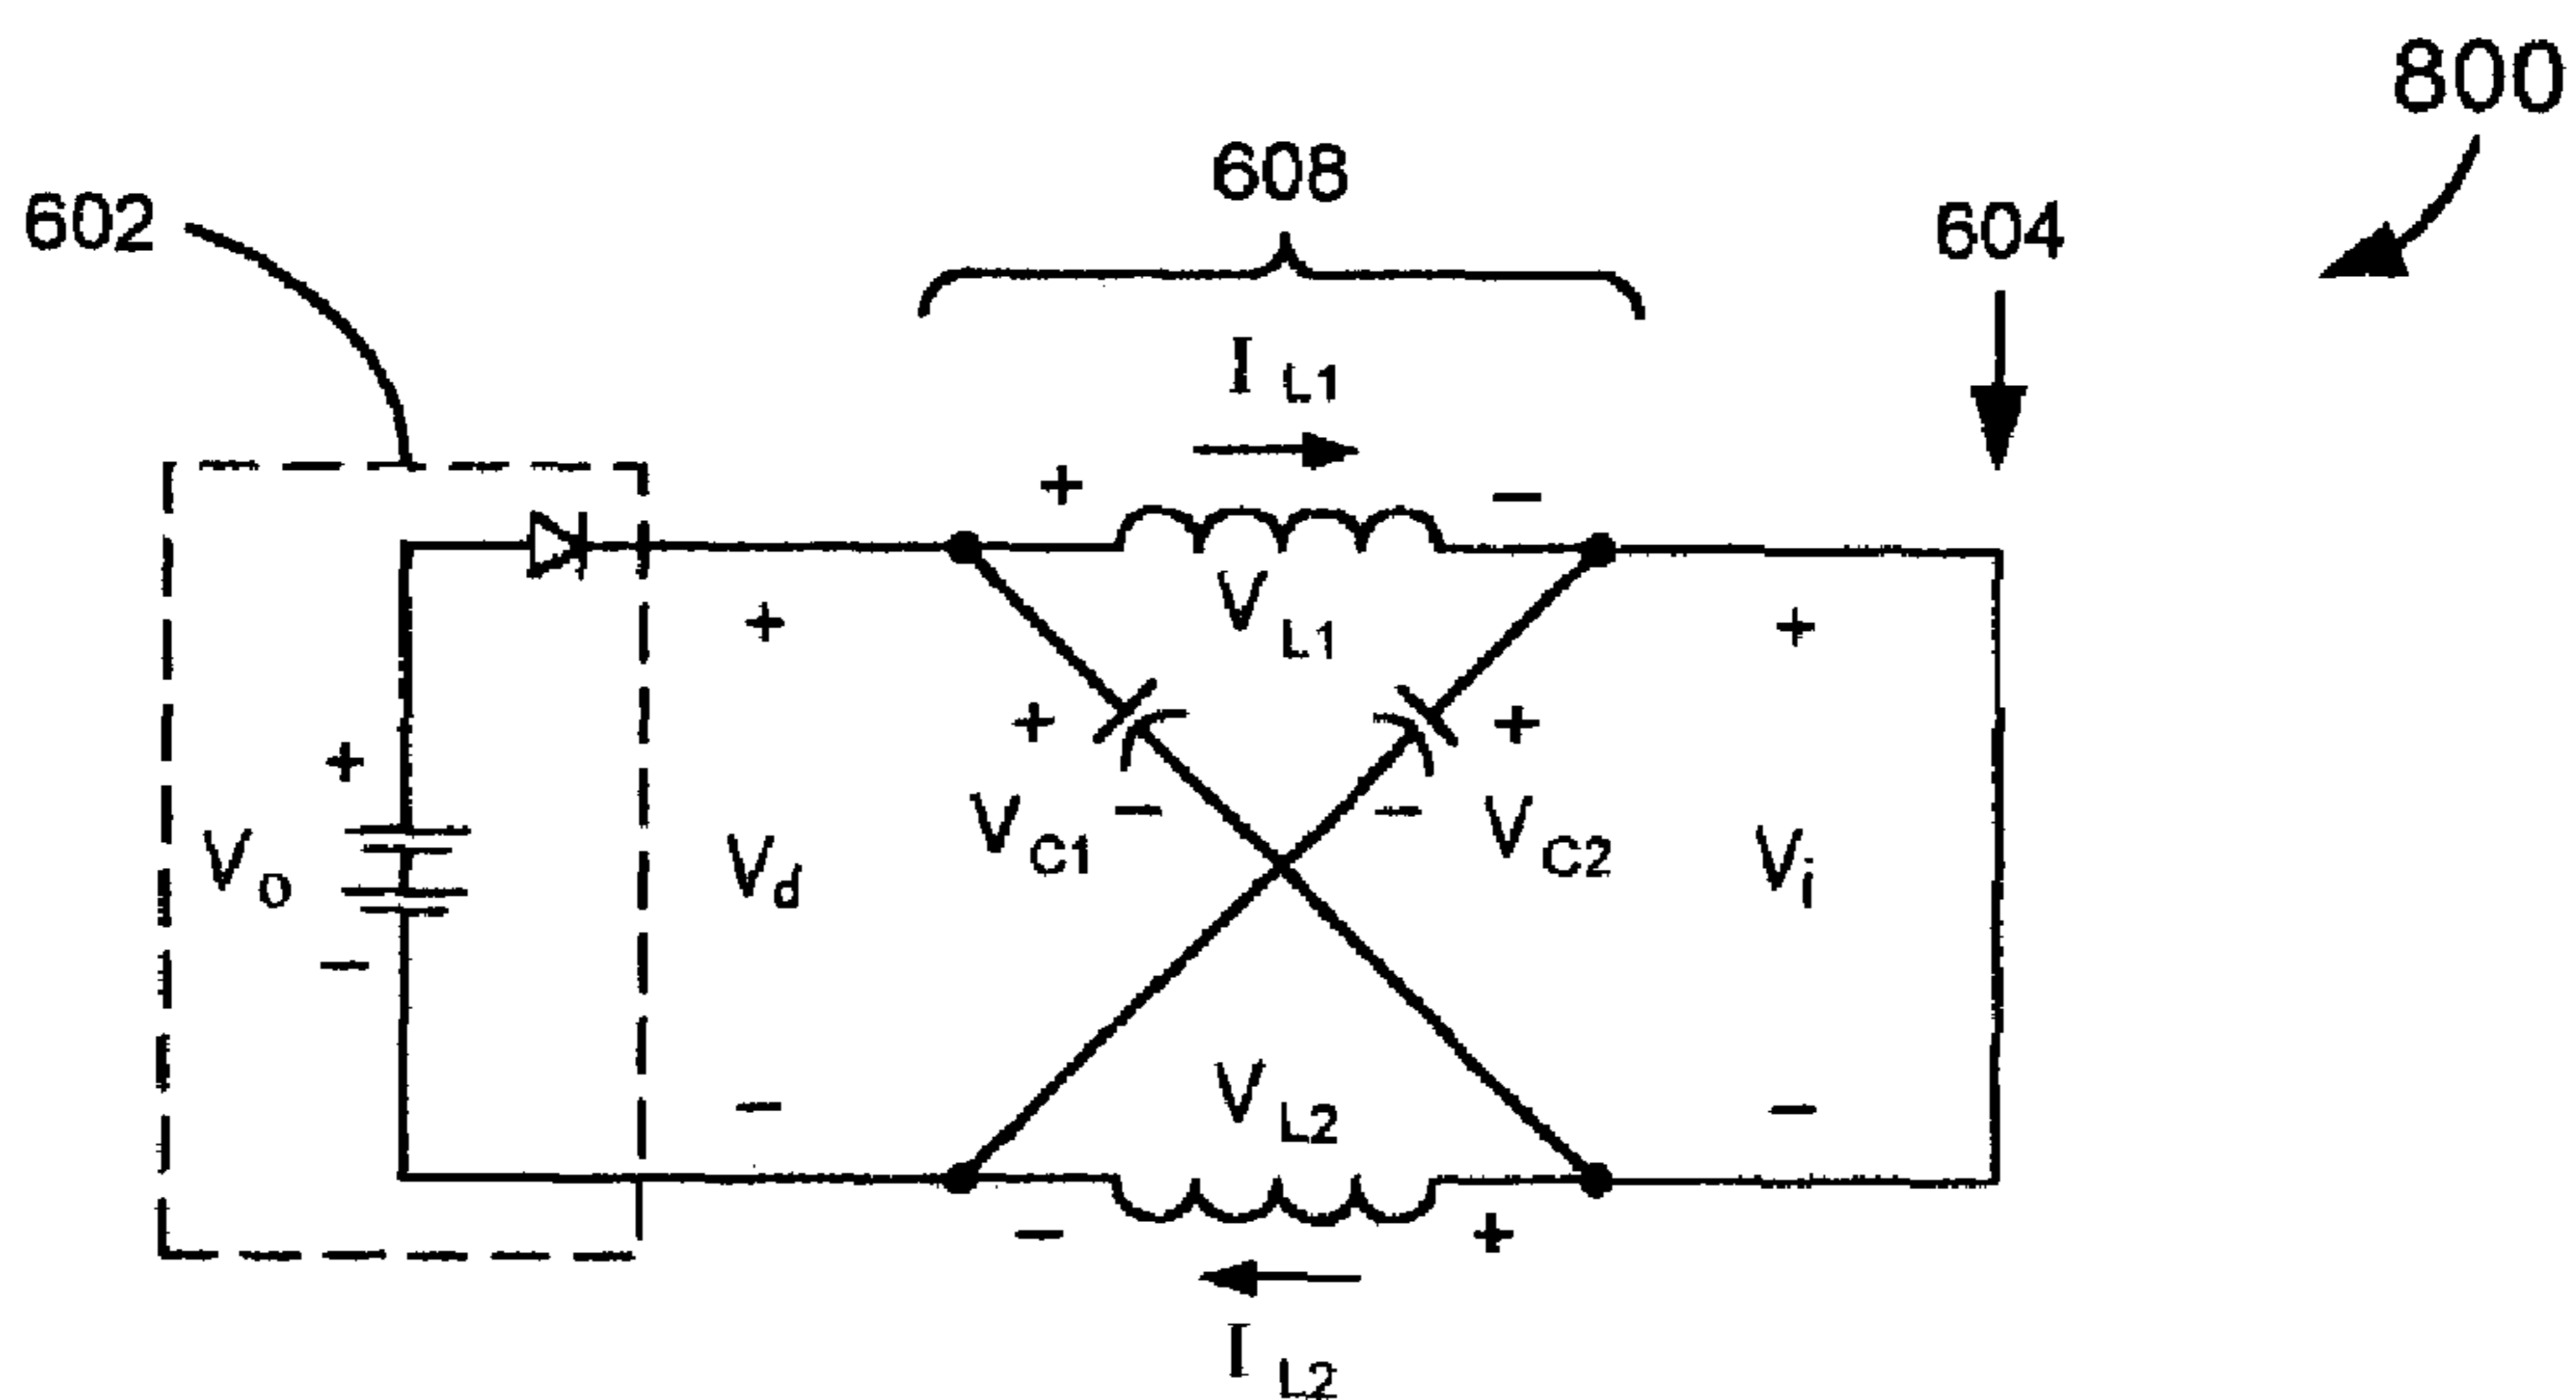 800
608
604
602
I L1
+ −
V L1
+ +
+ + +
V o V d V C1 − − V C2 V i
−
− −
V L2
− +
I L2